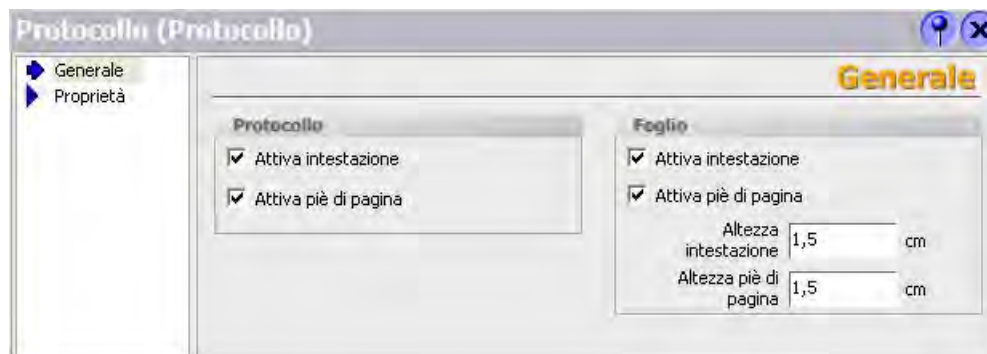 Protocollo (Protocollo)
Generale
Proprietà
Generale
Protocollo
Attiva intestazione
Attiva piè di pagina
Foglio
Attiva intestazione
Attiva piè di pagina
Altezza
intestazione
1,5
cm
Altezza piè di
pagina
1,5
cm